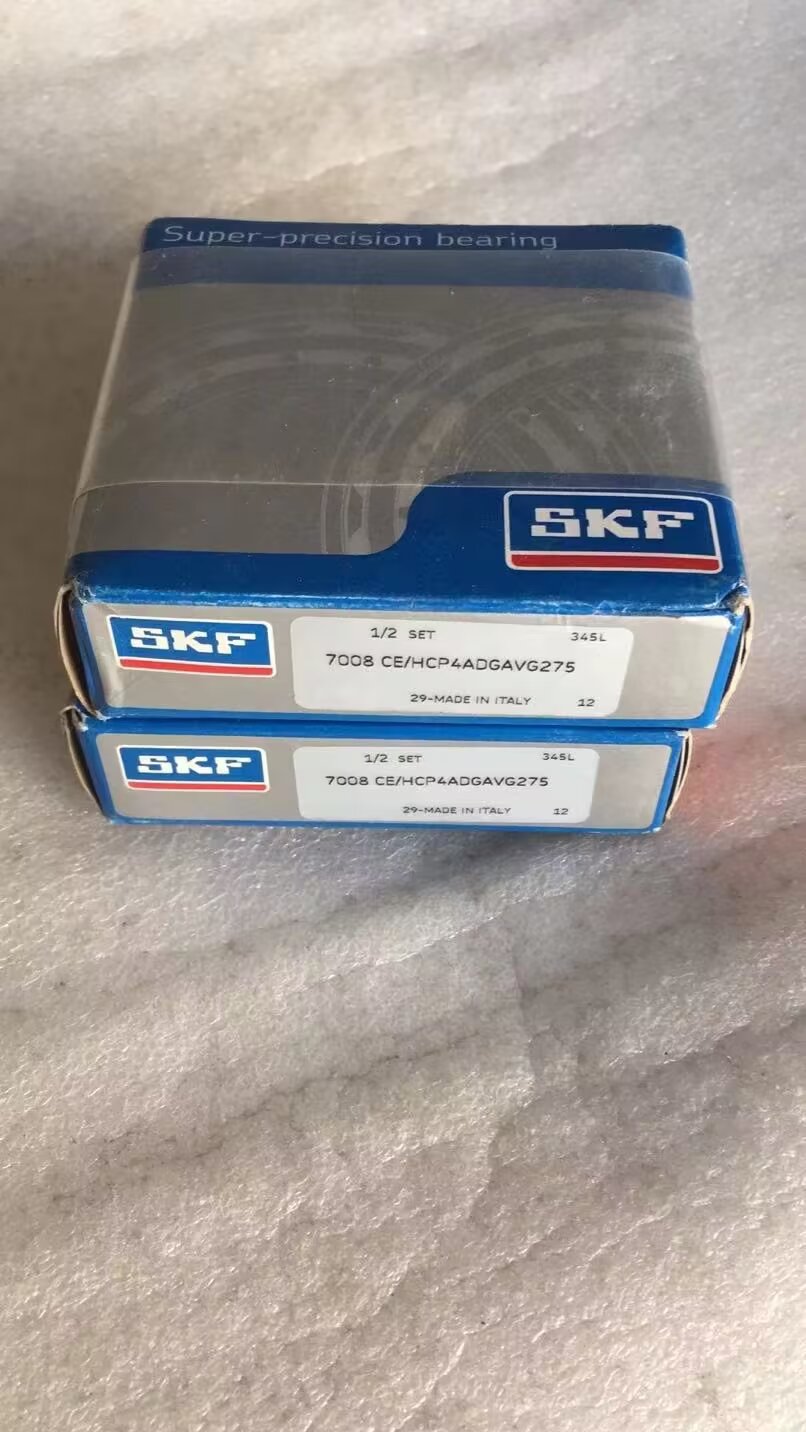 Super-precision bearing
SKF
SKF
1/2 SET 345L
7008 CE/HCP4ADGAVG275
29-MADE IN ITALY 12
SKF
1/2 SET 345L
7008 CE/HCP4ADGAVG275
29-MADE IN ITALY 12